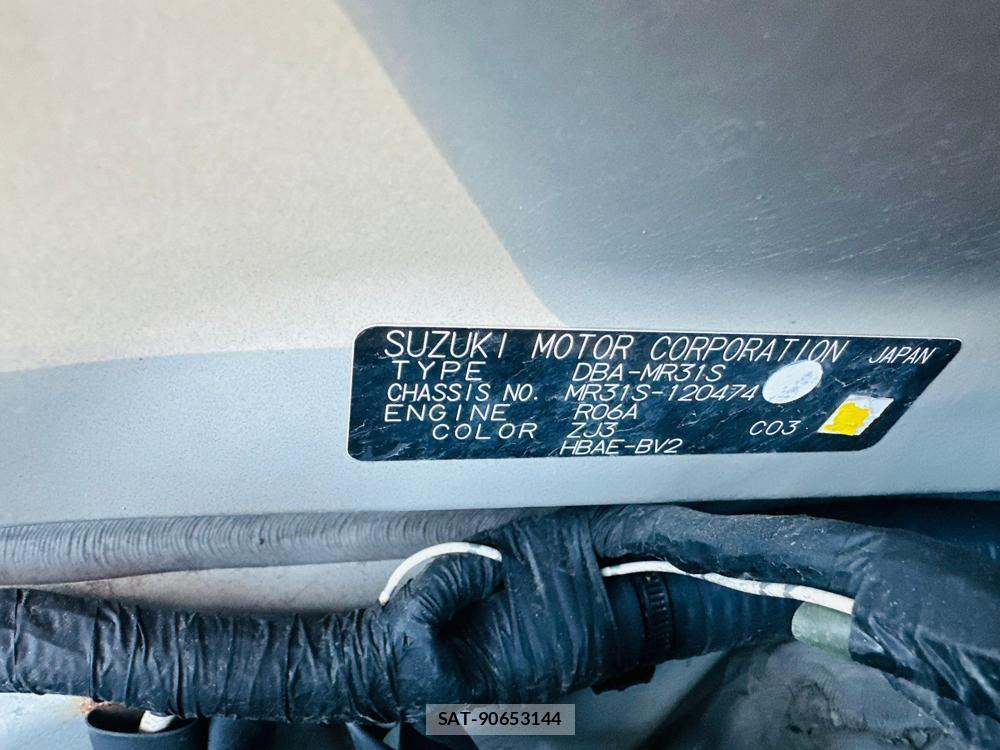 SUZUKI MOTOR CORPORATION JAPAN
TYPE DBA-MR31S
CHASSIS NO. MR31S-120474
ENGINE R06A
COLOR ZJ3 C03
HBAE-BV2
SAT-90653144